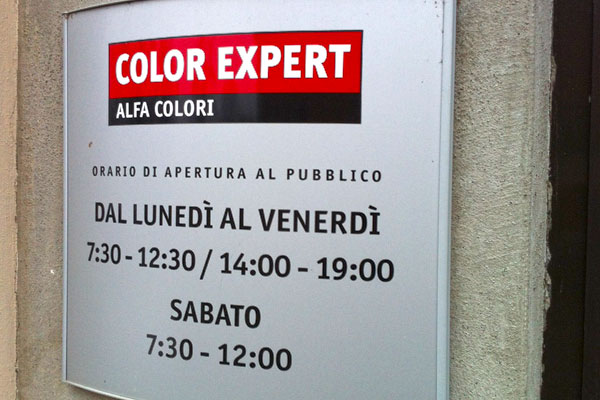 COLOR EXPERT
ALFA COLORI
ORARIO DI APERTURA AL PUBBLICO
DAL LUNEDÌ AL VENERDÌ
7:30 - 12:30 / 14:00 - 19:00
SABATO
7:30 - 12:00